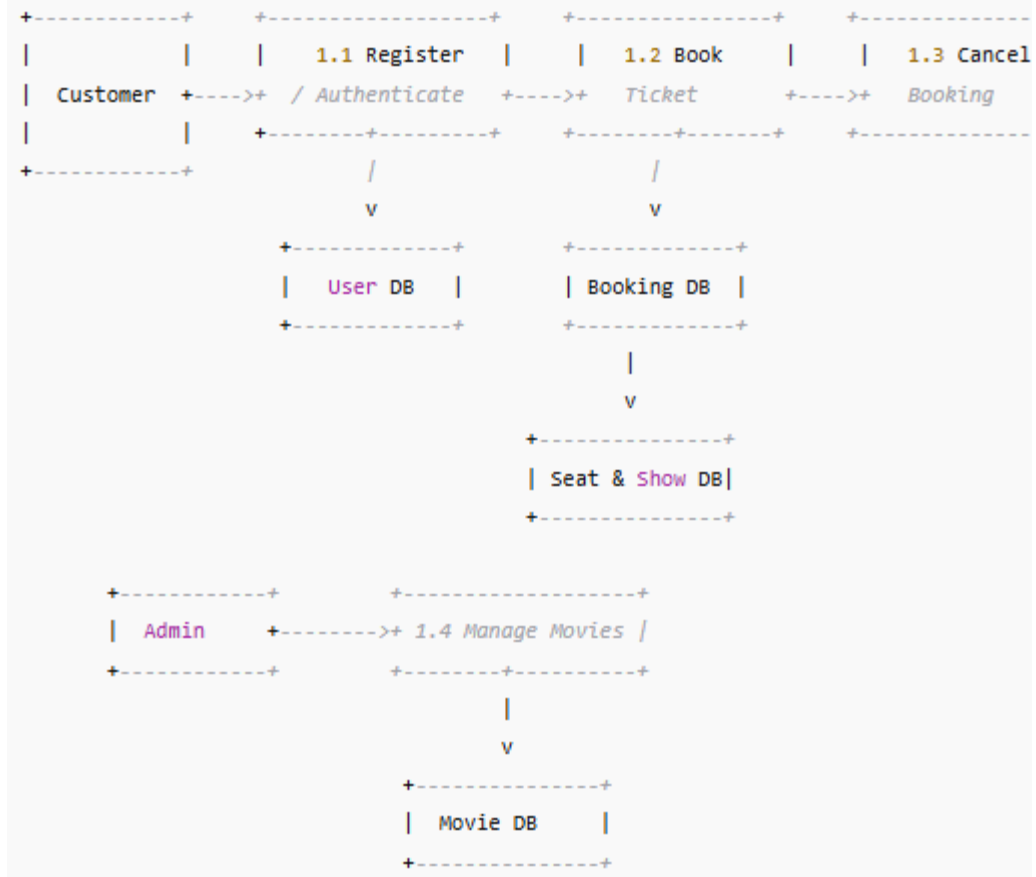 +------------+    +------------------+    +----------------+    +--------------
|            |    |    1.1 Register   |    |   1.2 Book     |    |   1.3 Cancel
|  Customer  +---->+  / Authenticate   +---->+   Ticket       +---->+   Booking
|            |    +--------+---------+    +--------+-------+    +--------------
+------------+             |                       |
v                       v
+-------------+        +-------------+
|   User DB   |        | Booking DB  |
+-------------+        +-------------+
|
v
+---------------+
| Seat & Show DB|
+---------------+
+------------+         +-------------------+
|  Admin     +-------->+ 1.4 Manage Movies |
+------------+         +--------+----------+
|
v
+---------------+
|  Movie DB     |
+---------------+